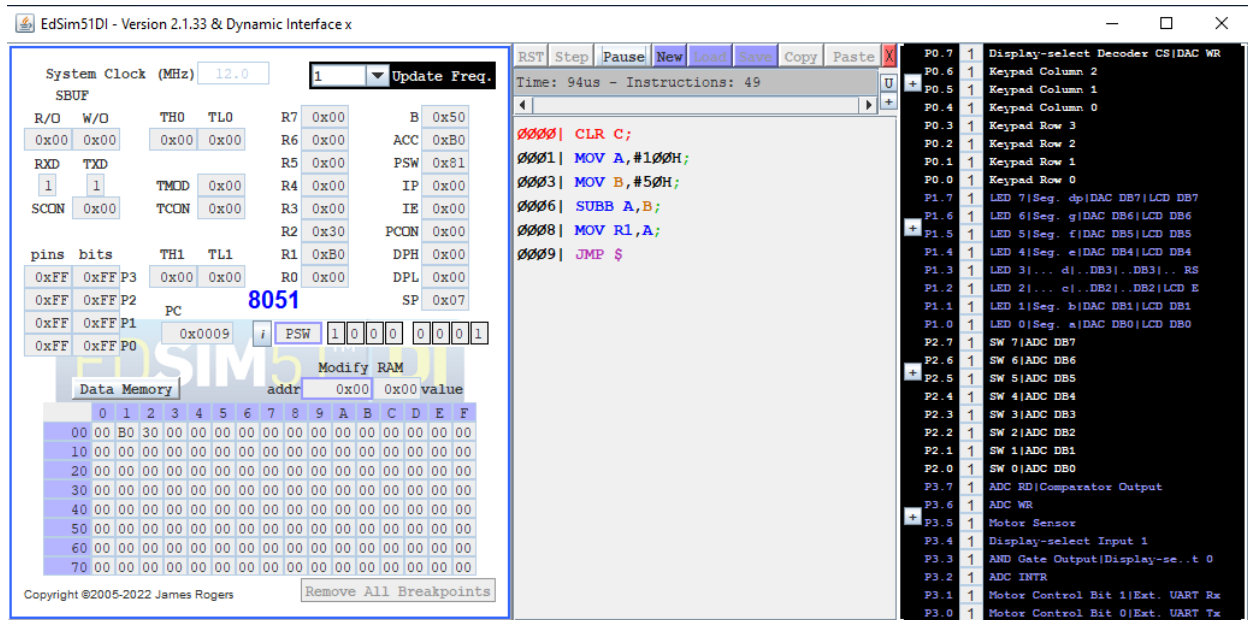 EdSim51DI - Version 2.1.33 & Dynamic Interface x
System Clock (MHz) 12.0 1 Update Freq.
SBUF
R/O W/O TH0 TL0 R7 0x00 B 0x50
0x00 0x00 0x00 0x00 R6 0x00 ACC 0xB0
RXD TXD R5 0x00 PSW 0x81
1 1 TMOD 0x00 R4 0x00 IP 0x00
SCON 0x00 TCON 0x00 R3 0x00 IE 0x00
R2 0x30 PCON 0x00
pins bits TH1 TL1 R1 0xB0 DPH 0x00
0xFF 0xFF P3 0x00 0x00 R0 0x00 DPL 0x00
0xFF 0xFF P2 8051 SP 0x07
PC
0xFF 0xFF P1 0x0009 i PSW 1 0 0 0 0 0 0 1
0xFF 0xFF P0
EDSIM51 DI
Modify RAM
Data Memory addr 0x00 0x00 value
0 1 2 3 4 5 6 7 8 9 A B C D E F
00 00 B0 30 00 00 00 00 00 00 00 00 00 00 00 00 00
10 00 00 00 00 00 00 00 00 00 00 00 00 00 00 00 00
20 00 00 00 00 00 00 00 00 00 00 00 00 00 00 00 00
30 00 00 00 00 00 00 00 00 00 00 00 00 00 00 00 00
40 00 00 00 00 00 00 00 00 00 00 00 00 00 00 00 00
50 00 00 00 00 00 00 00 00 00 00 00 00 00 00 00 00
60 00 00 00 00 00 00 00 00 00 00 00 00 00 00 00 00
70 00 00 00 00 00 00 00 00 00 00 00 00 00 00 00 00
Copyright ©2005-2022 James Rogers Remove All Breakpoints
RST Step Pause New Load Save Copy Paste X
Time: 94us - Instructions: 49 U
+
0000| CLR C;
0001| MOV A,#100H;
0003| MOV B,#50H;
0006| SUBB A,B;
0008| MOV R1,A;
0009| JMP $
P0.7 1 Display-select Decoder CS|DAC WR
P0.6 1 Keypad Column 2
+ P0.5 1 Keypad Column 1
P0.4 1 Keypad Column 0
P0.3 1 Keypad Row 3
P0.2 1 Keypad Row 2
P0.1 1 Keypad Row 1
P0.0 1 Keypad Row 0
P1.7 1 LED 7|Seg. dp|DAC DB7|LCD DB7
P1.6 1 LED 6|Seg. g|DAC DB6|LCD DB6
+ P1.5 1 LED 5|Seg. f|DAC DB5|LCD DB5
P1.4 1 LED 4|Seg. e|DAC DB4|LCD DB4
P1.3 1 LED 3|... d|..DB3|..DB3|.. RS
P1.2 1 LED 2|... c|..DB2|..DB2|LCD E
P1.1 1 LED 1|Seg. b|DAC DB1|LCD DB1
P1.0 1 LED 0|Seg. a|DAC DB0|LCD DB0
P2.7 1 SW 7|ADC DB7
P2.6 1 SW 6|ADC DB6
+ P2.5 1 SW 5|ADC DB5
P2.4 1 SW 4|ADC DB4
P2.3 1 SW 3|ADC DB3
P2.2 1 SW 2|ADC DB2
P2.1 1 SW 1|ADC DB1
P2.0 1 SW 0|ADC DB0
P3.7 1 ADC RD|Comparator Output
P3.6 1 ADC WR
+ P3.5 1 Motor Sensor
P3.4 1 Display-select Input 1
P3.3 1 AND Gate Output|Display-se..t 0
P3.2 1 ADC INTR
P3.1 1 Motor Control Bit 1|Ext. UART Rx
P3.0 1 Motor Control Bit 0|Ext. UART Tx